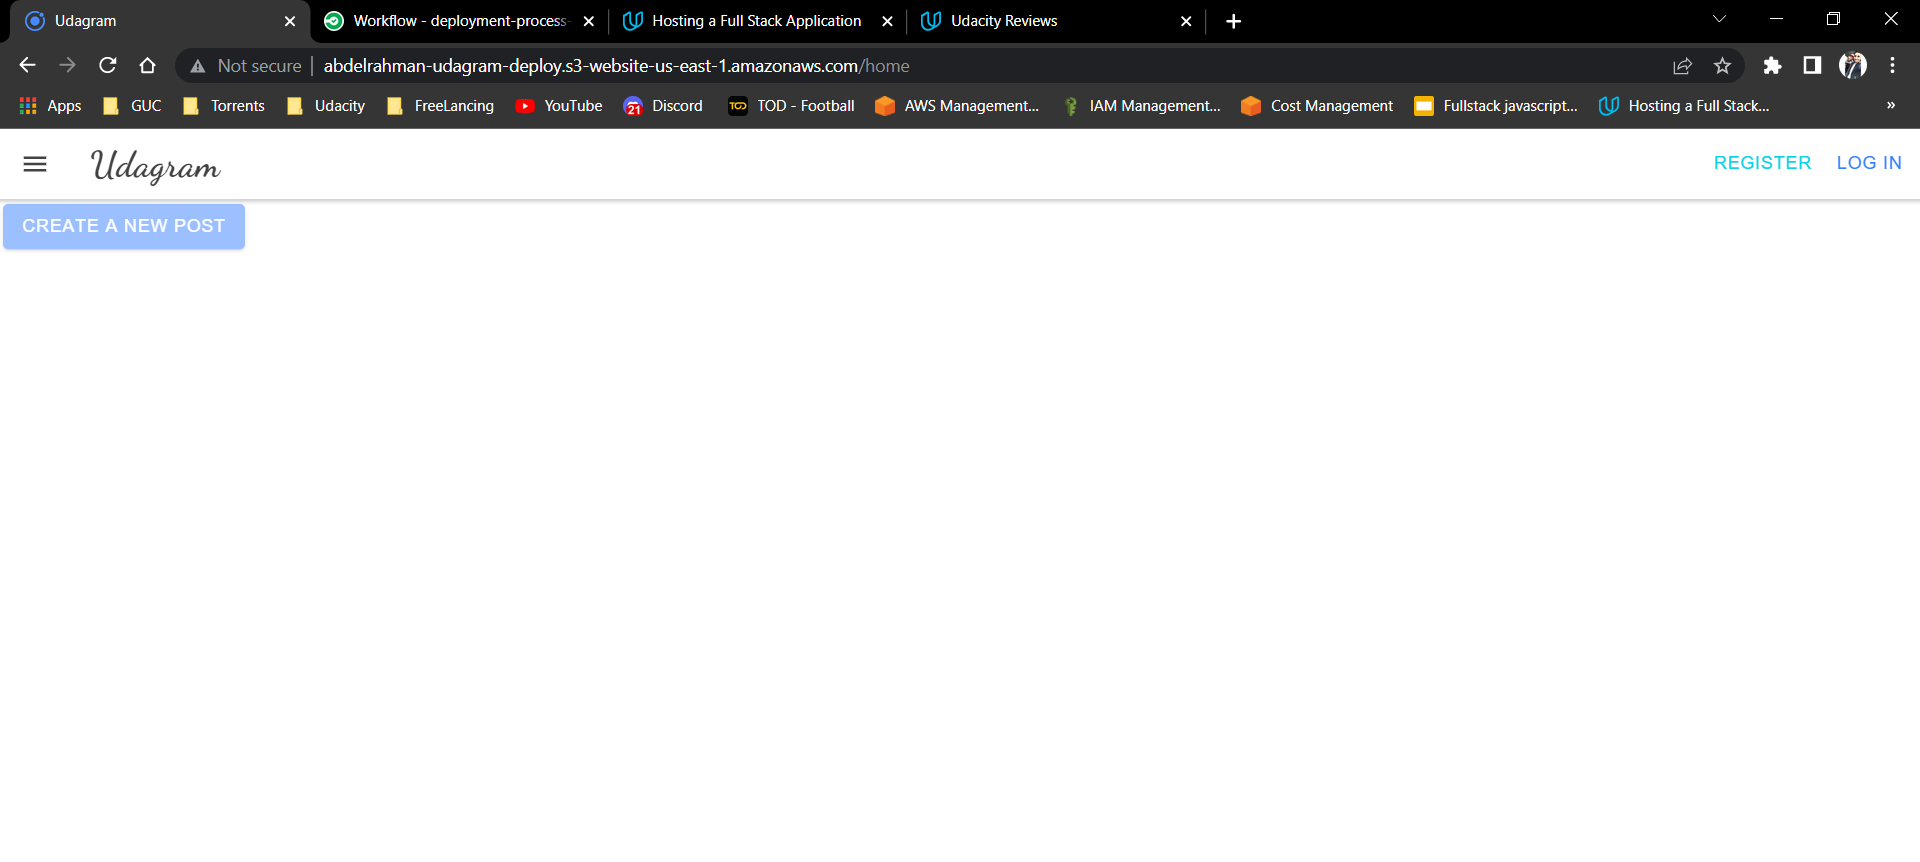 Udagram
Workflow - deployment-process-
Hosting a Full Stack Application
Udacity Reviews
Not secure
abdelrahman-udagram-deploy.s3-website-us-east-1.amazonaws.com/home
Apps GUC Torrents Udacity FreeLancing YouTube 21 Discord TOD TOD - Football AWS Management... IAM Management... Cost Management Fullstack javascript... Hosting a Full Stack... »
Udagram
REGISTER LOG IN
CREATE A NEW POST